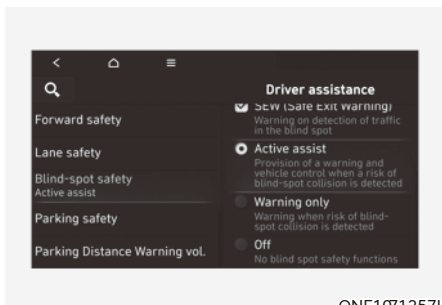 Driver assistance
Forward safety
Lane safety
Blind-spot safety
Active assist
Parking safety
Parking Distance Warning vol.
SEW (Safe Exit Warning)
Warning on detection of traffic
in the blind spot
Active assist
Provision of a warning and
vehicle control when a risk of
blind-spot collision is detected
Warning only
Warning when risk of blind-
spot collision is detected
Off
No blind spot safety functions